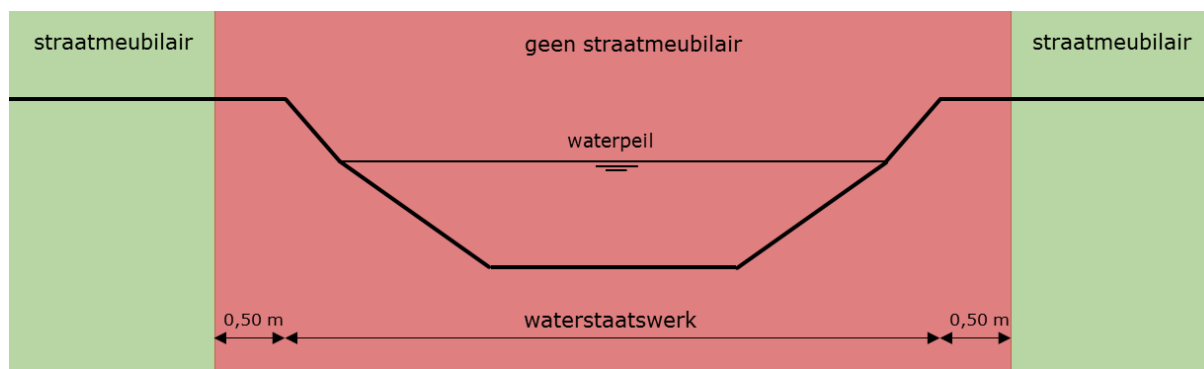 straatmeubilair
geen straatmeubilair
straatmeubilair
waterpeil
0,50 m
waterstaatswerk
0,50 m